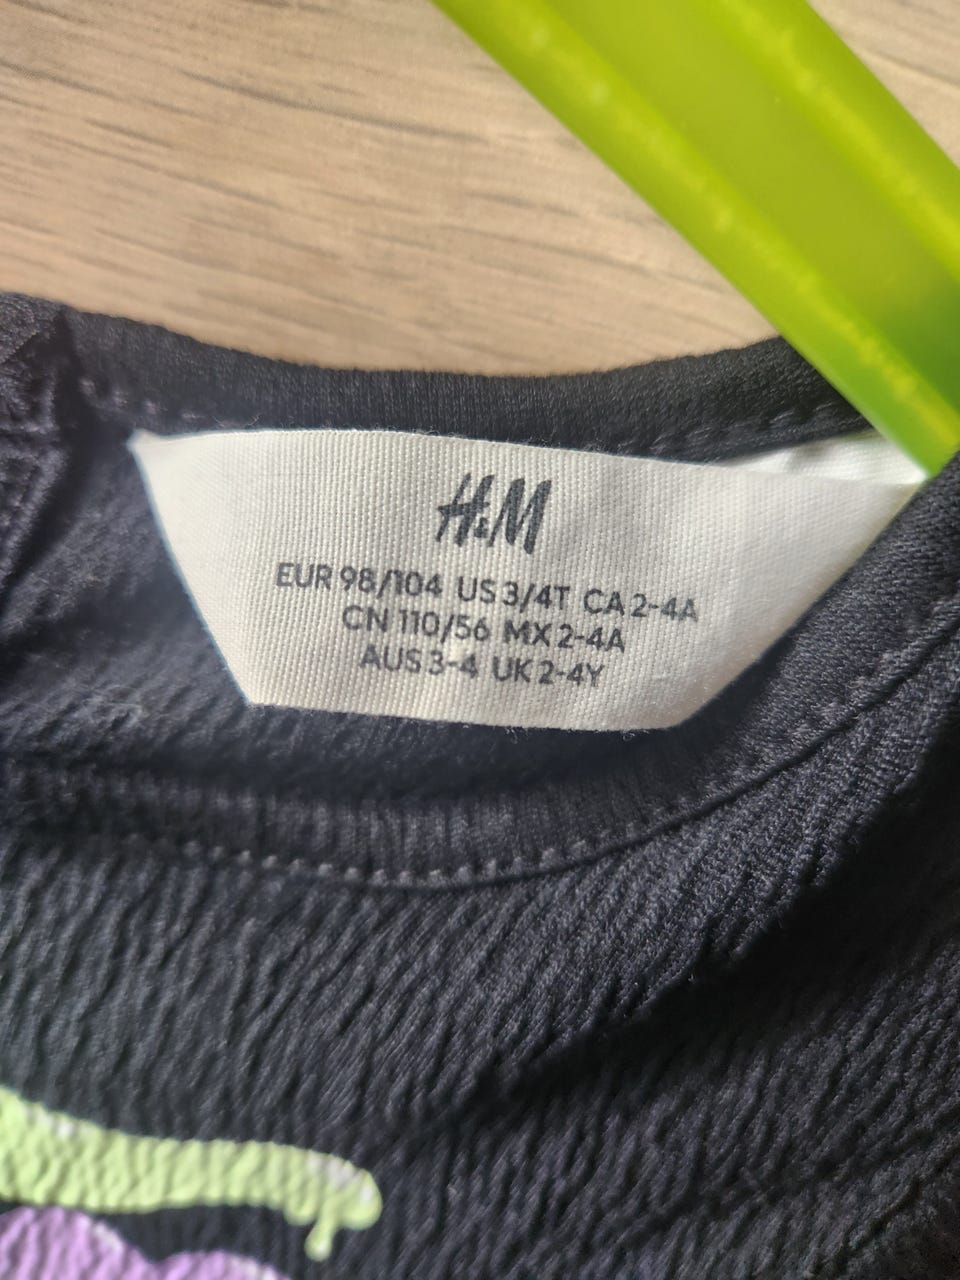 H&M
EUR 98/104 US 3/4T CA 2-4A
CN 110/56 MX 2-4A
AUS 3-4 UK 2-4Y